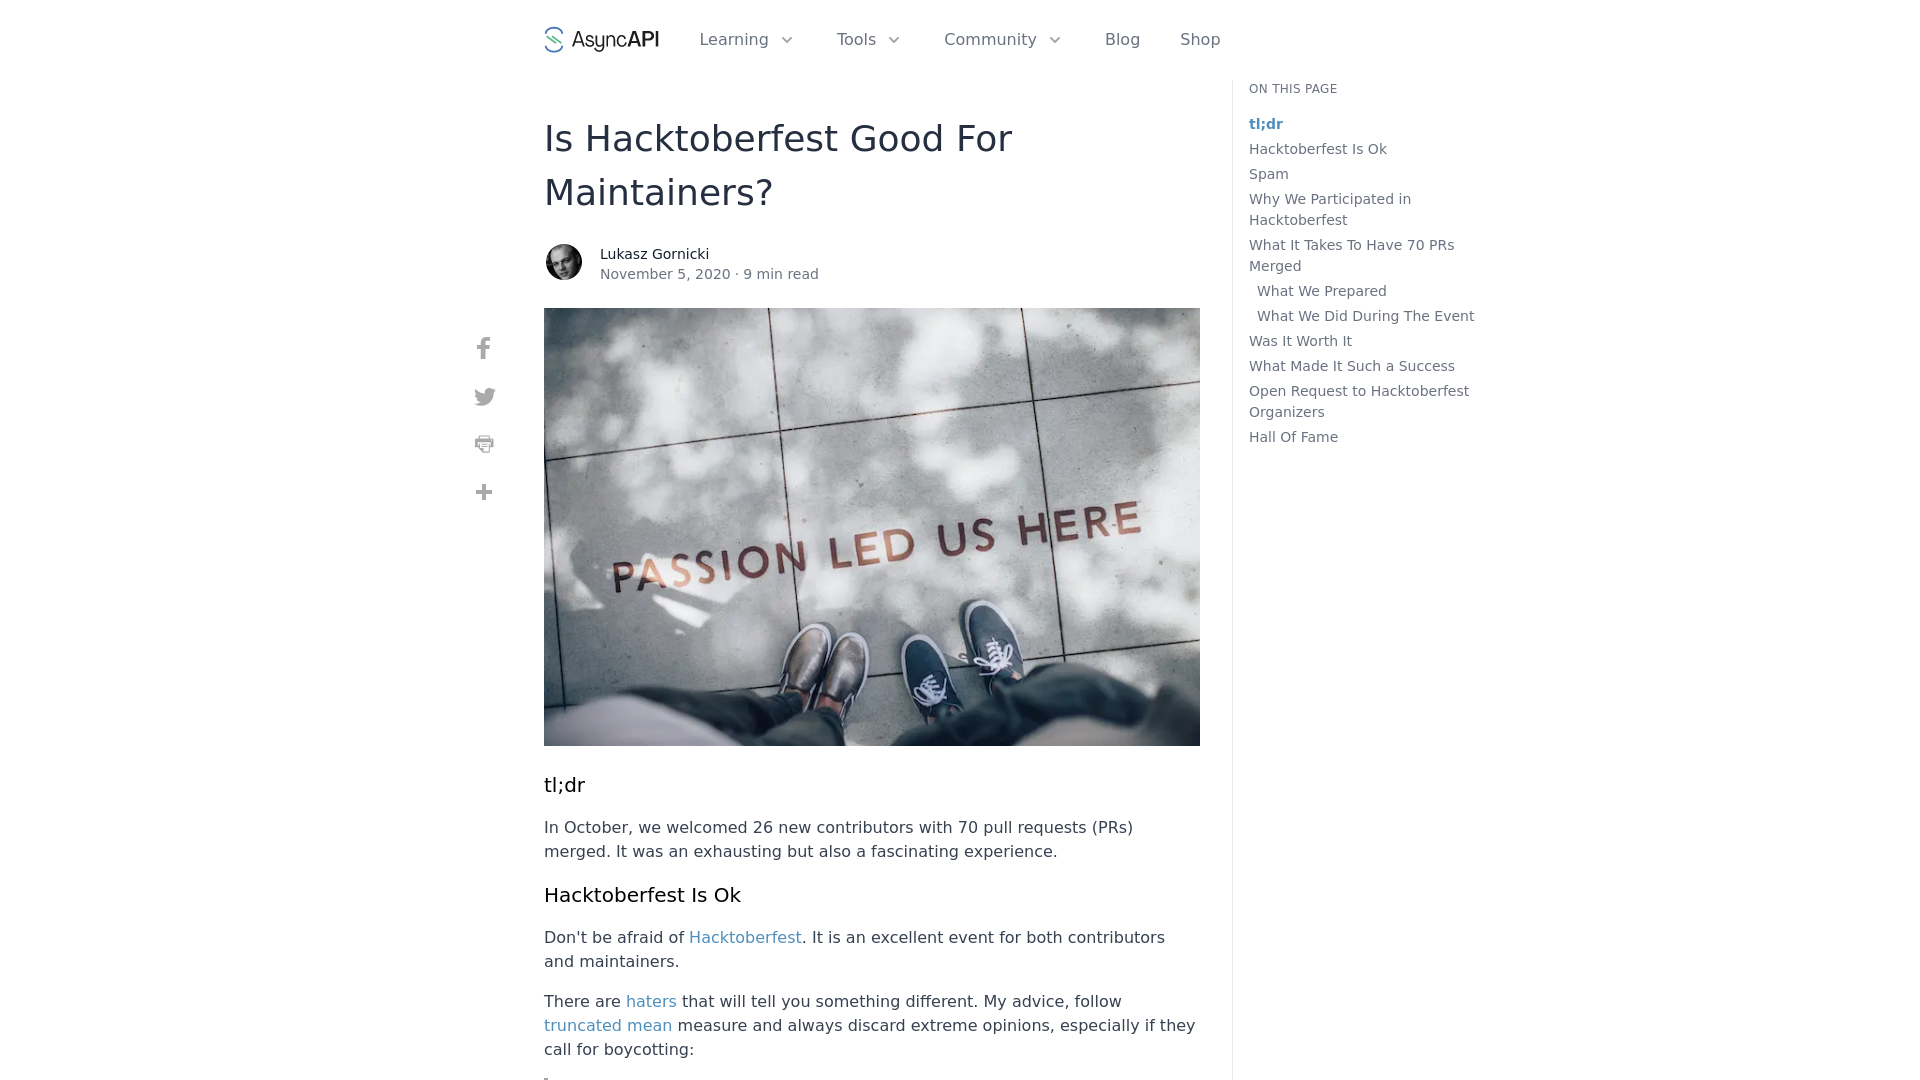 AsyncAPI
Learning
Tools
Community
Blog
Shop
Is Hacktoberfest Good For
Maintainers?
Lukasz Gornicki
November 5, 2020 · 9 min read
PASSION LED US HERE
tl;dr
In October, we welcomed 26 new contributors with 70 pull requests (PRs)
merged. It was an exhausting but also a fascinating experience.
Hacktoberfest Is Ok
Don't be afraid of Hacktoberfest. It is an excellent event for both contributors
and maintainers.
There are haters that will tell you something different. My advice, follow
truncated mean measure and always discard extreme opinions, especially if they
call for boycotting:
ON THIS PAGE
tl;dr
Hacktoberfest Is Ok
Spam
Why We Participated in
Hacktoberfest
What It Takes To Have 70 PRs
Merged
What We Prepared
What We Did During The Event
Was It Worth It
What Made It Such a Success
Open Request to Hacktoberfest
Organizers
Hall Of Fame